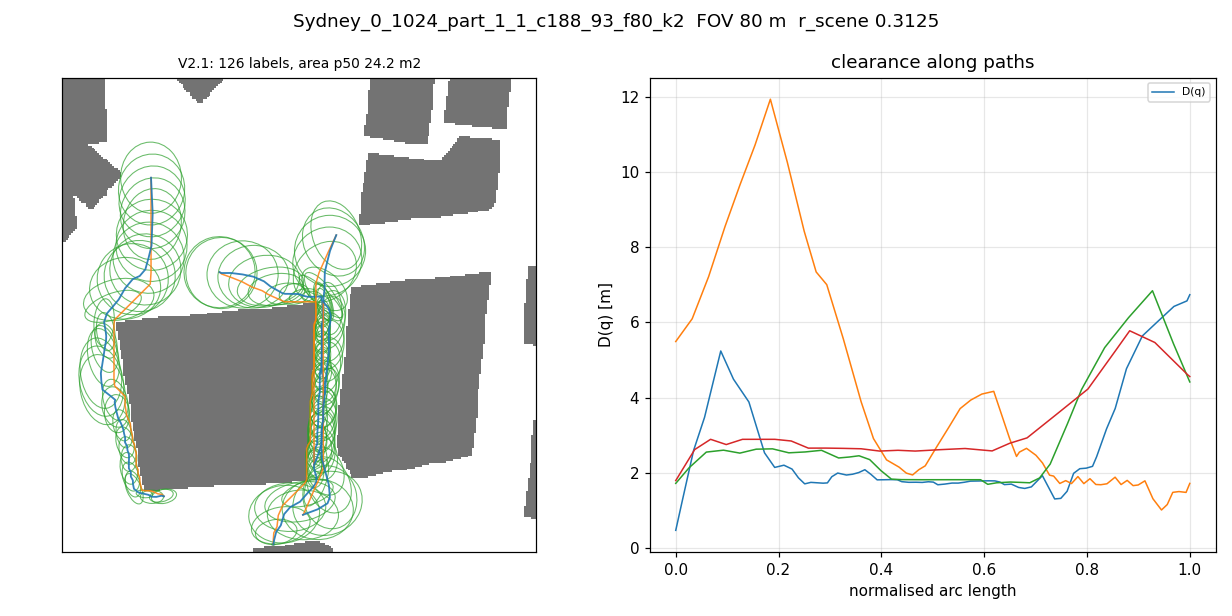 Sydney_0_1024_part_1_1_c188_93_f80_k2  FOV 80 m  r_scene 0.3125
V2.1: 126 labels, area p50 24.2 m2
clearance along paths
D(q)
12
10
8
6
4
2
0
D(q) [m]
0.0 0.2 0.4 0.6 0.8 1.0
normalised arc length